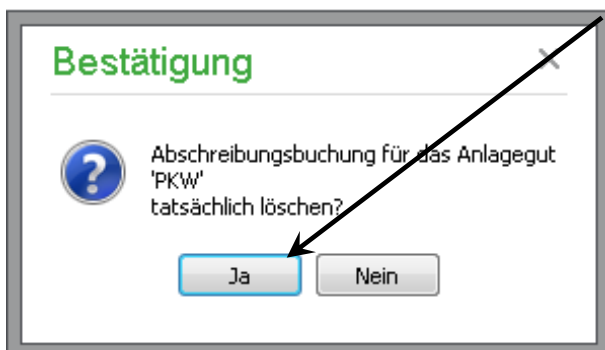 Bestätigung
Abschreibungsbuchung für das Anlagegut
'PKW'
tatsächlich löschen?
Ja
Nein